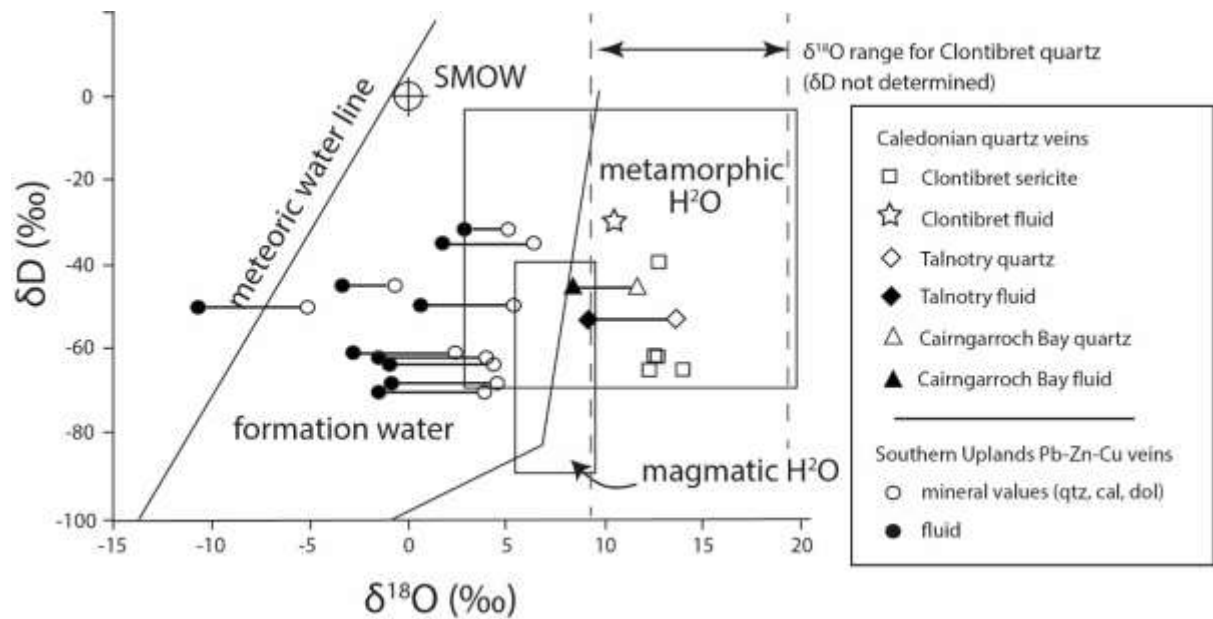 δ¹⁸O range for Clontibret quartz
(δD not determined)
SMOW
meteoric water line
metamorphic
H²O
formation water
magmatic H²O
δD (‰)
0
-20
-40
-60
-80
-100
-15
-10
-5
0
5
10
15
20
δ¹⁸O (‰)
Caledonian quartz veins
Clontibret sericite
Clontibret fluid
Talnotry quartz
Talnotry fluid
Cairngarroch Bay quartz
Cairngarroch Bay fluid
Southern Uplands Pb-Zn-Cu veins
mineral values (qtz, cal, dol)
fluid